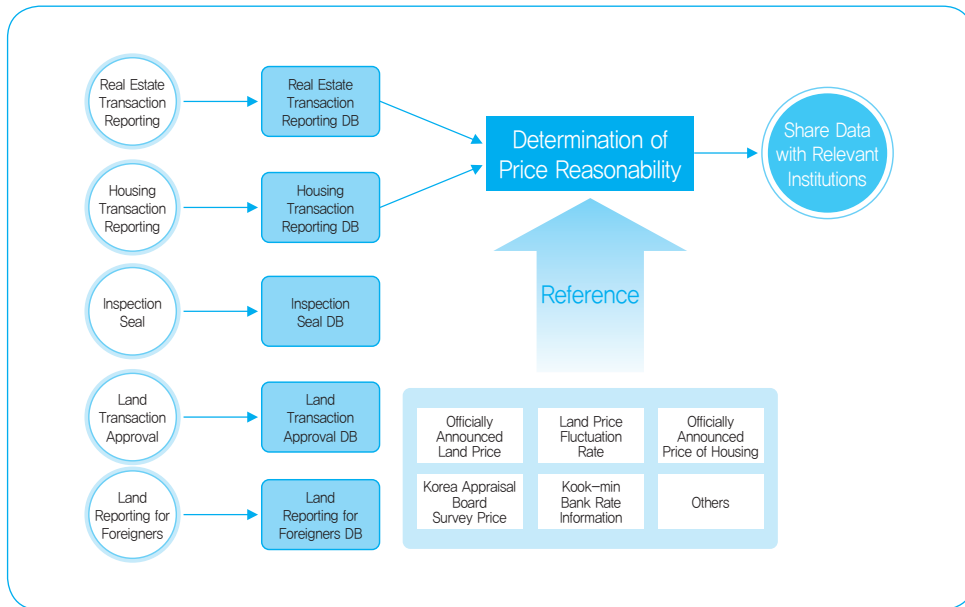 Real Estate
Transaction
Reporting
Real Estate
Transaction
Reporting DB
Determination of
Price Reasonability
Share Data
with Relevant
Institutions
Housing
Transaction
Reporting
Housing
Transaction
Reporting DB
Inspection
Seal
Inspection
Seal DB
Reference
Land
Transaction
Approval
Land
Transaction
Approval DB
Officially
Announced
Land Price
Land Price
Fluctuation
Rate
Officially
Announced
Price of Housing
Land
Reporting for
Foreigners
Land
Reporting for
Foreigners DB
Korea Appraisal
Board
Survey Price
Kook-min
Bank Rate
Information
Others